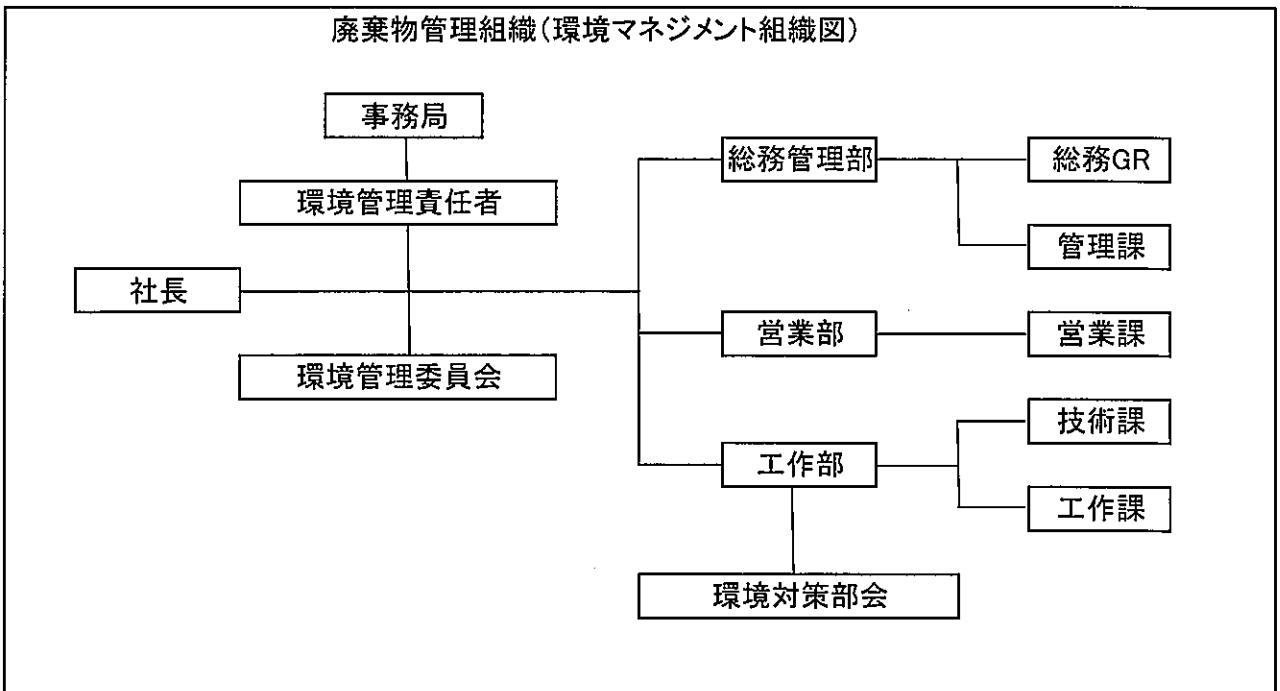 廃棄物管理組織(環境マネジメント組織図)
事務局
環境管理責任者
社長
環境管理委員会
総務管理部
総務GR
管理課
営業部
営業課
工作部
技術課
工作課
環境対策部会